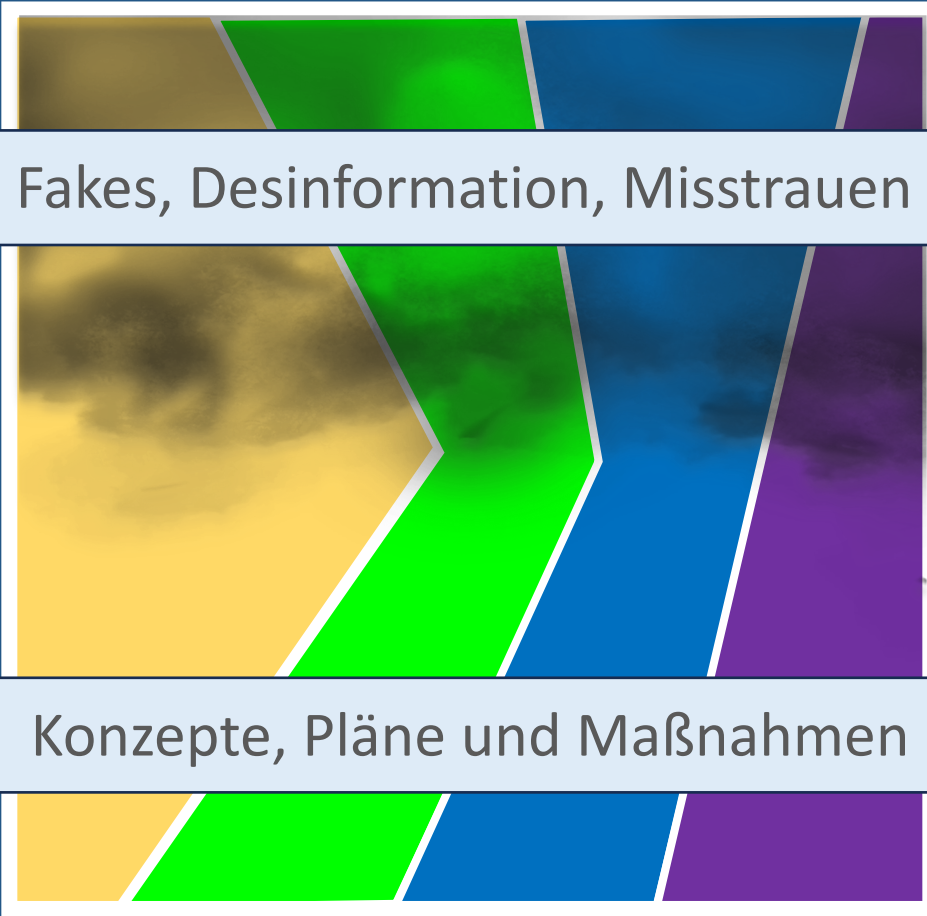 Fakes, Desinformation, Misstrauen
Konzepte, Pläne und Maßnahmen